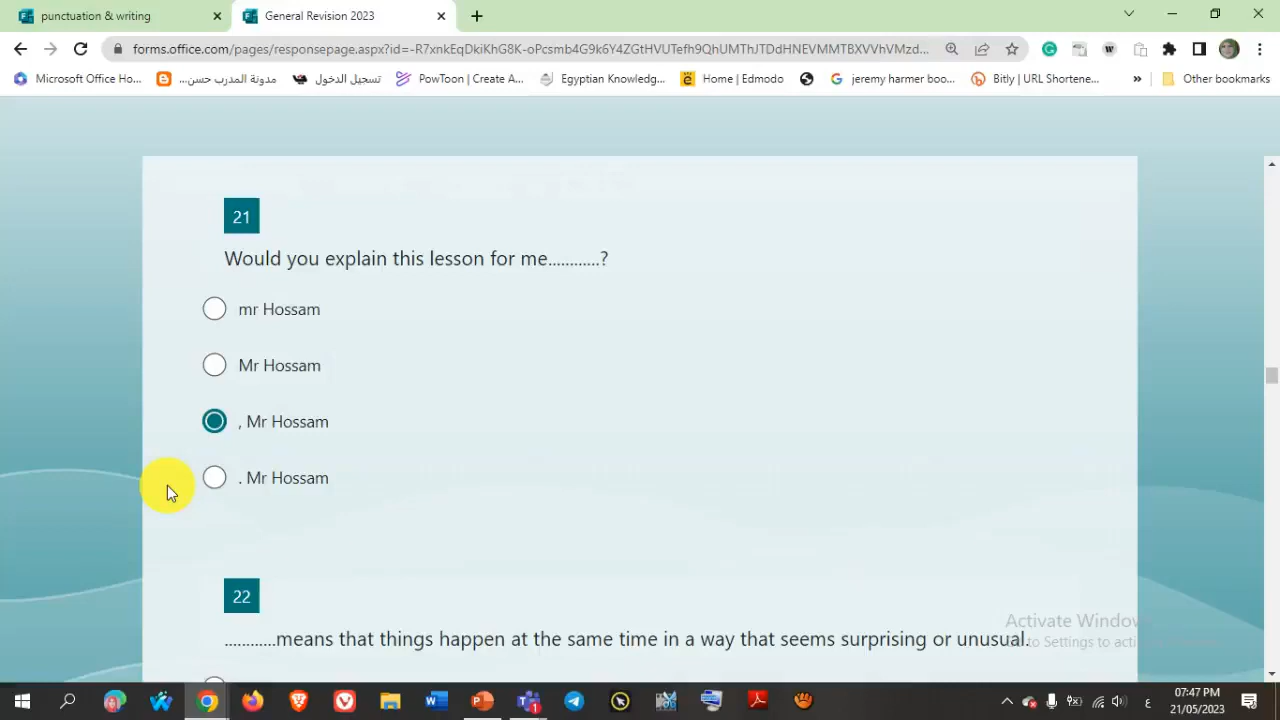 punctuation & writing
General Revision 2023
forms.office.com/pages/responsepage.aspx?id=-R7xnkEqDkiKhG8K-oPcsmb4G9k6Y4ZGtHVUTefh9QhUMThJTDdHNEVMMTBXVVhVMzd...
Microsoft Office Ho...
مدونة المدرب حسن...
تسجيل الدخول
PowToon | Create A...
Egyptian Knowledg...
Home | Edmodo
jeremy harmer boo...
Bitly | URL Shortene...
»
Other bookmarks
21
Would you explain this lesson for me............?
mr Hossam
Mr Hossam
, Mr Hossam
. Mr Hossam
22
............means that things happen at the same time in a way that seems surprising or unusual.
Activate Window
to Settings to acti
07:47 PM
21/05/2023